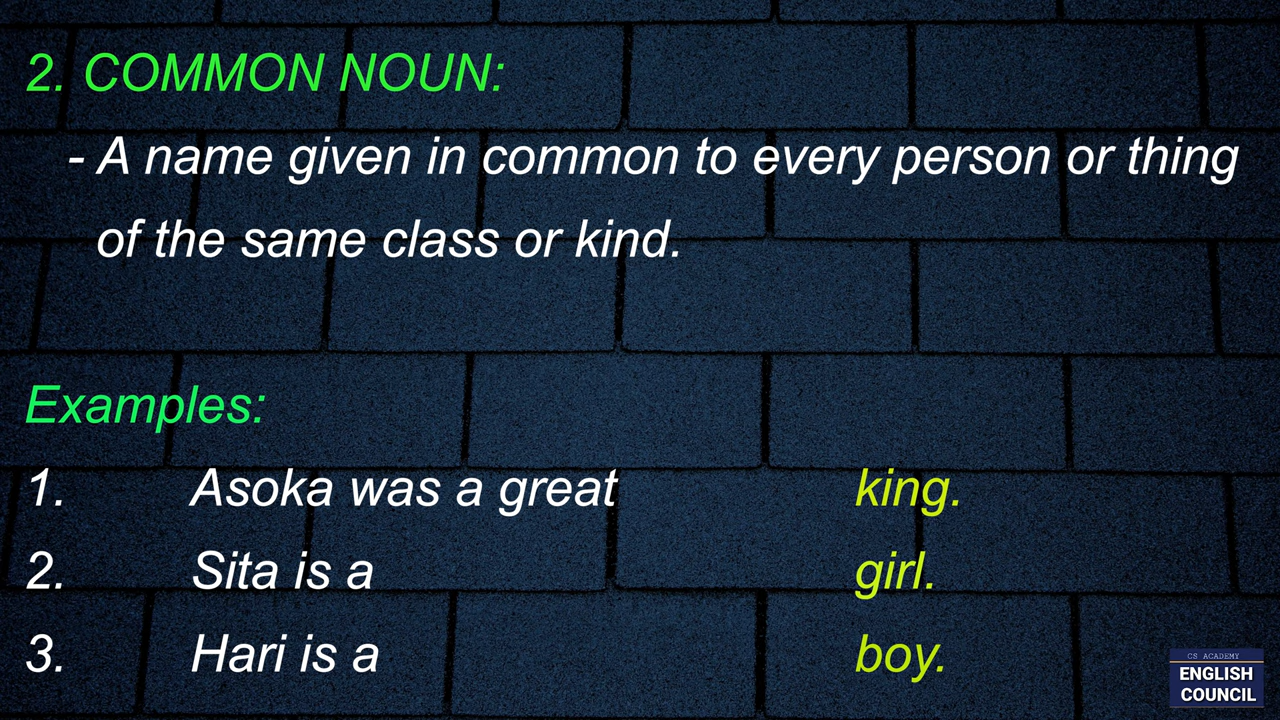 2. COMMON NOUN:
- A name given in common to every person or thing
of the same class or kind.
Examples:
1. Asoka was a great king.
2. Sita is a girl.
3. Hari is a boy.
CS ACADEMY
ENGLISH
COUNCIL